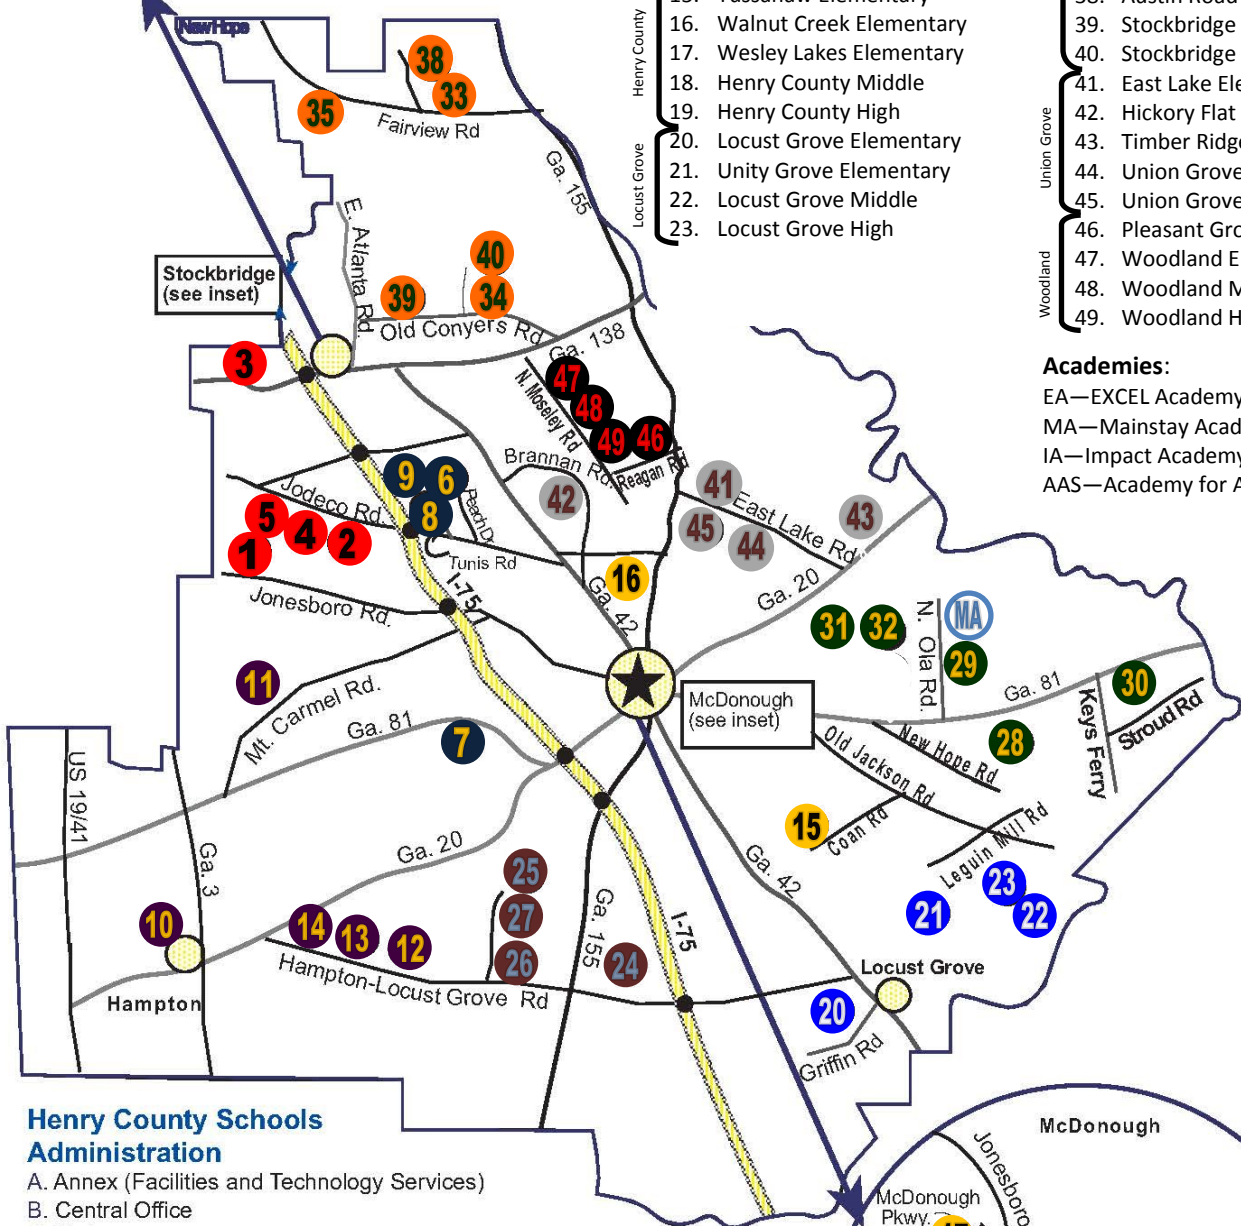 16. Walnut Creek Elementary
17. Wesley Lakes Elementary
18. Henry County Middle
19. Henry County High
20. Locust Grove Elementary
21. Unity Grove Elementary
22. Locust Grove Middle
23. Locust Grove High
Henry County
Locust Grove
39. Stockbridge
40. Stockbridge
41. East Lake Ele
42. Hickory Flat
43. Timber Ridge
44. Union Grove
45. Union Grove
46. Pleasant Gro
47. Woodland E
48. Woodland M
49. Woodland H
Union Grove
Woodland
Academies:
EA—EXCEL Academy
MA—Mainstay Acad
IA—Impact Academy
AAS—Academy for A
New Hope
38
33
35
Fairview Rd
Ga. 155
E. Atlanta Rd
40
39
34
Old Conyers Rd
Stockbridge
(see inset)
Ga. 138
3
47
48
49
46
N. Moseley Rd
Reagan Rd
Brannan Rd.
42
9
6
8
Peach Dr
Jodeco Rd.
5
4
2
1
Tunis Rd
41
45
44
43
East Lake Rd.
16
I-75
Jonesboro Rd.
Ga. 42
Ga. 20
31
32
N. Ola Rd.
MA
29
30
Ga. 81
Keys Ferry
Stroud Rd
11
Mt. Carmel Rd.
Ga. 81
7
McDonough
(see inset)
Old Jackson Rd
New Hope Rd
28
US 19/41
Ga. 3
Ga. 20
15
Coan Rd
Leguin Mill Rd
Ga. 42
25
27
26
Ga. 155
24
I-75
23
21
22
10
14
13
12
Hampton-Locust Grove Rd
Hampton
Locust Grove
20
Griffin Rd
Henry County Schools
Administration
A. Annex (Facilities and Technology Services)
B. Central Office
McDonough
Jonesboro
McDonough
Pkwy.